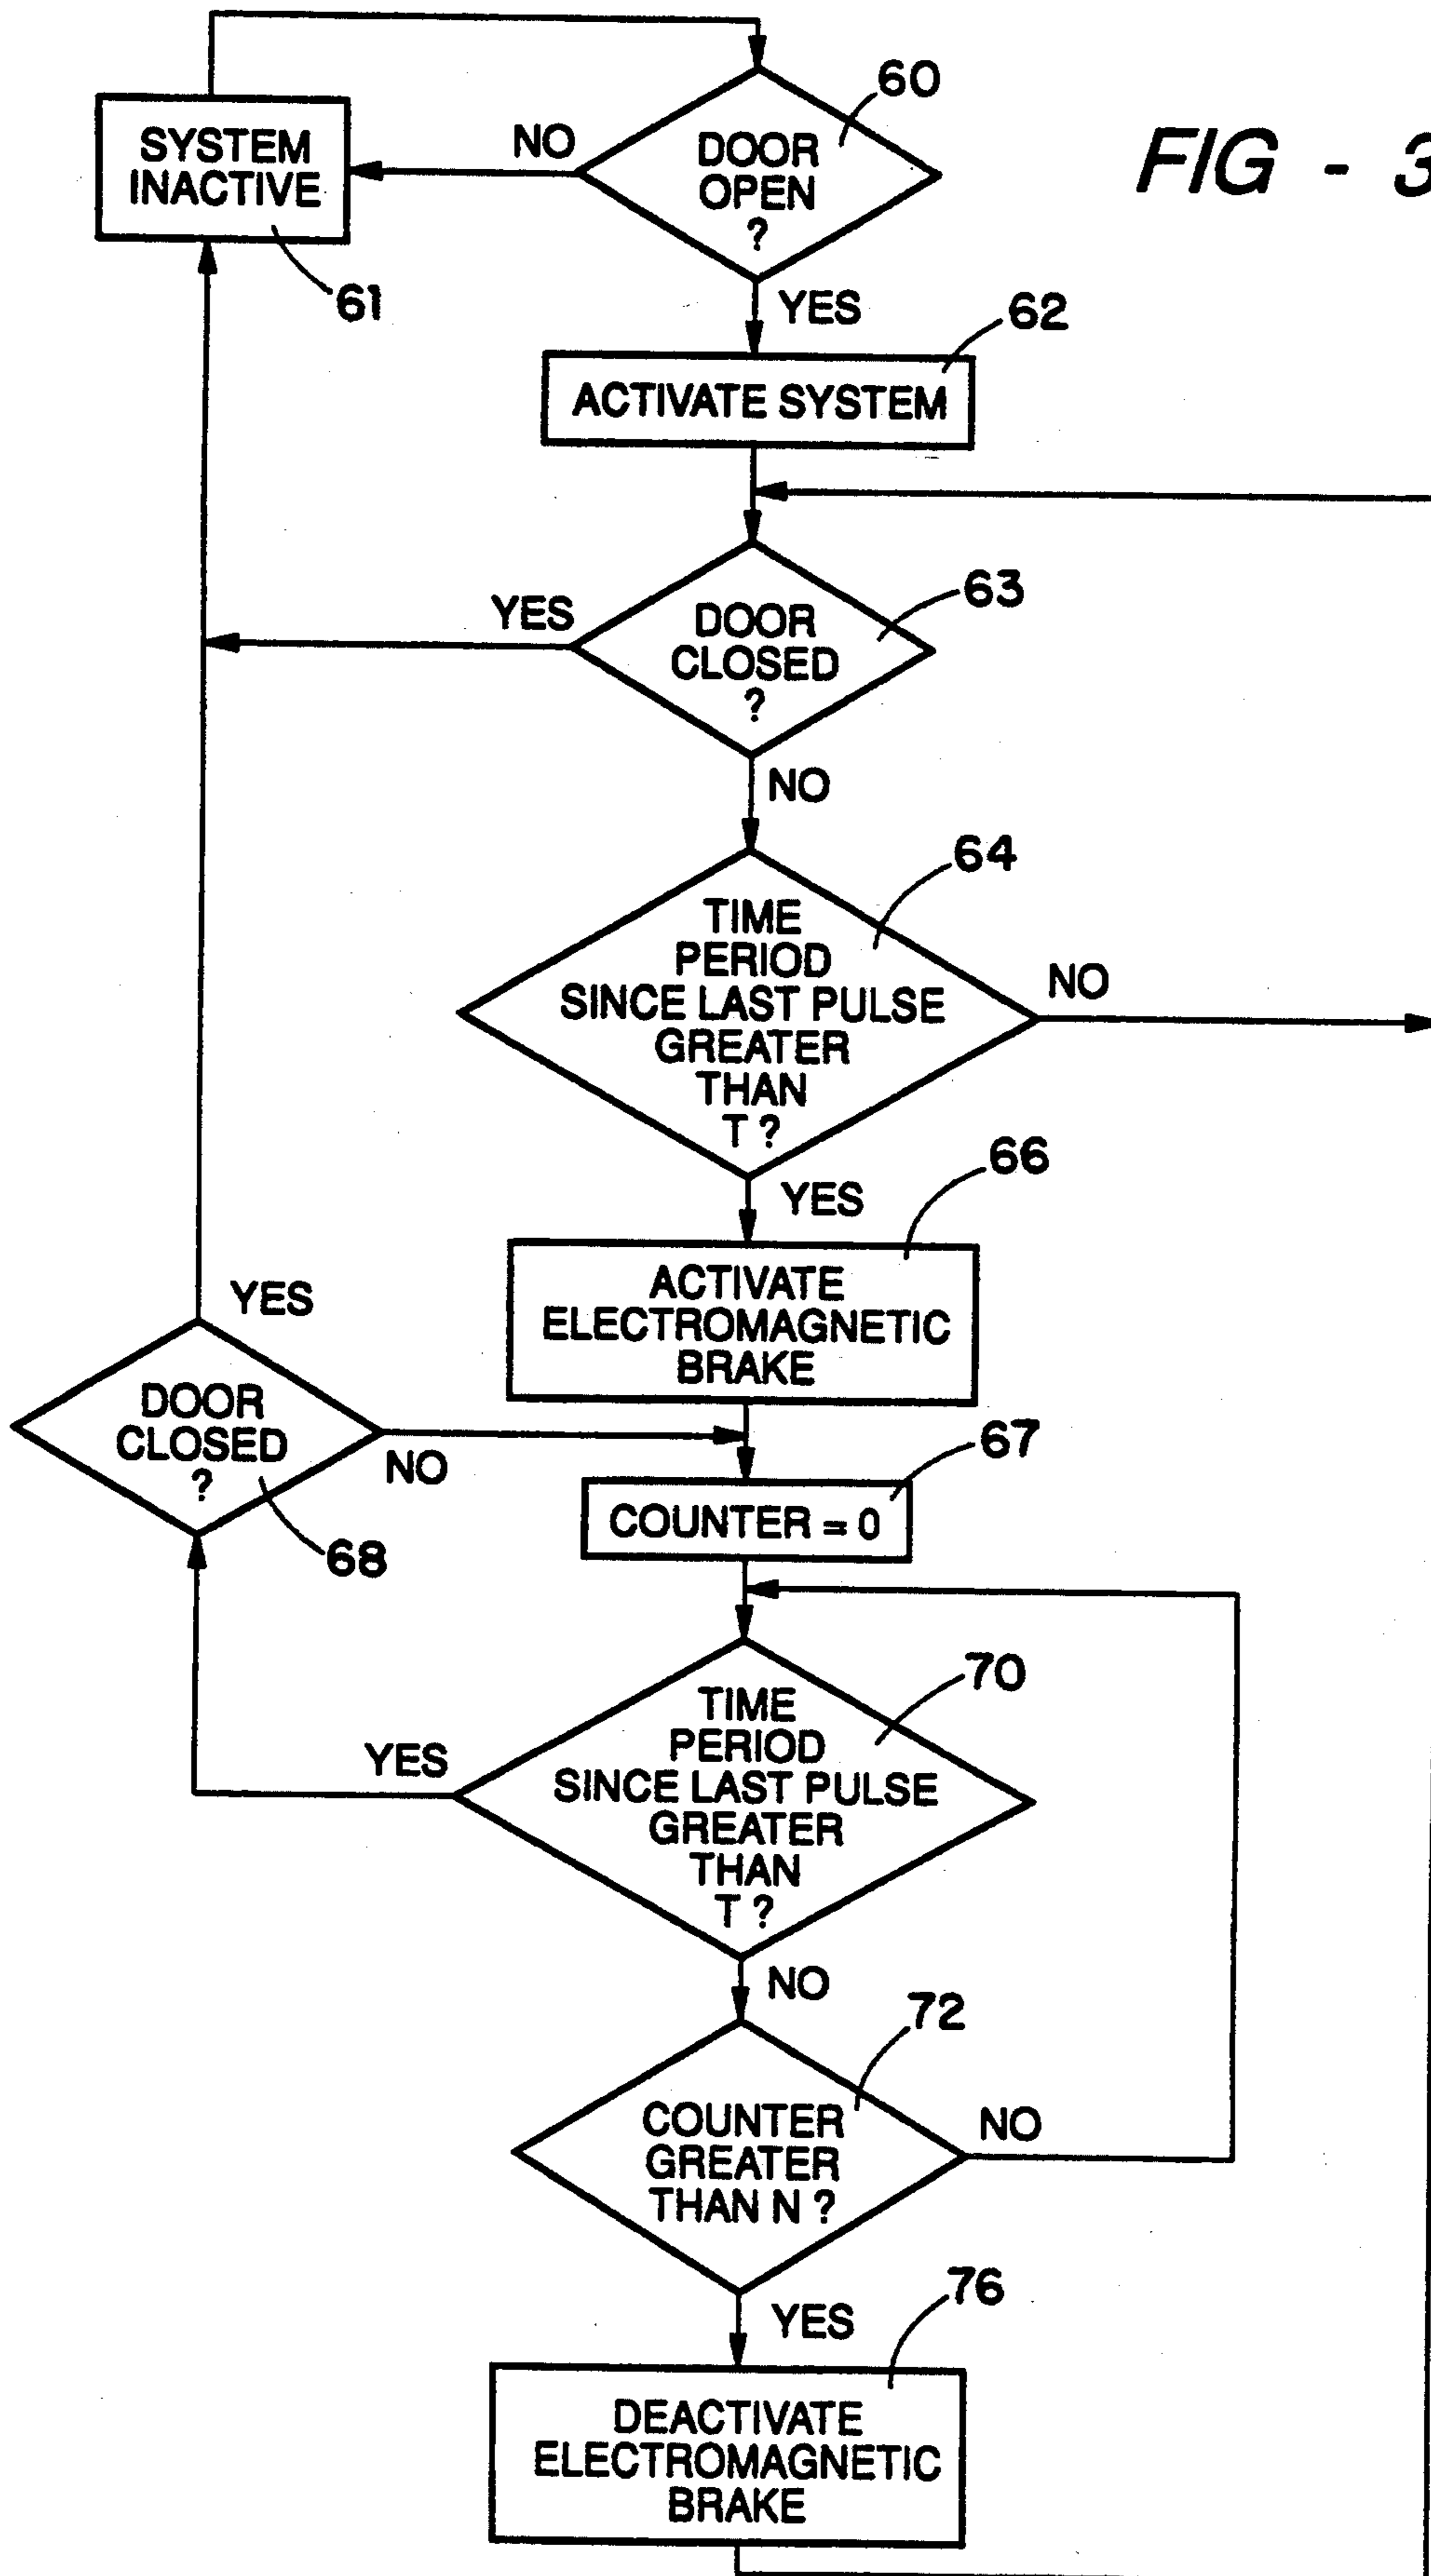 60
FIG - 3
SYSTEM
INACTIVE
NO
DOOR
OPEN
?
61
YES
62
ACTIVATE SYSTEM
63
YES
DOOR
CLOSED
?
NO
64
TIME
PERIOD
SINCE LAST PULSE
GREATER
THAN
T ?
NO
YES
66
ACTIVATE
ELECTROMAGNETIC
BRAKE
YES
DOOR
CLOSED
?
NO
68
67
COUNTER = 0
70
TIME
PERIOD
SINCE LAST PULSE
GREATER
THAN
T ?
YES
NO
72
COUNTER
GREATER
THAN N ?
NO
YES
76
DEACTIVATE
ELECTROMAGNETIC
BRAKE